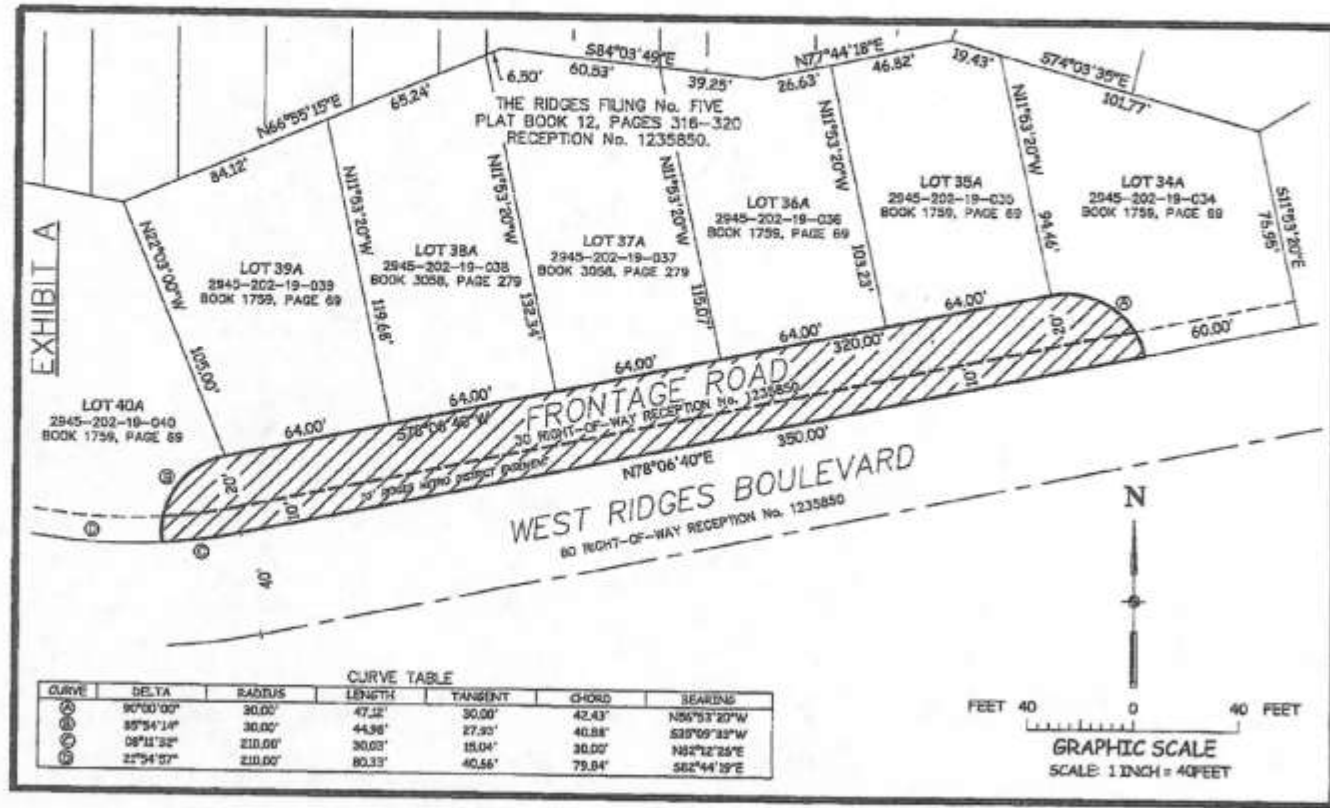 EXHIBIT A
S84°03'49"E
N77°44'18"E
S74°03'35"E
N66°55'15"E
6.50'
60.53'
39.25'
26.63'
46.82'
19.43'
101.77'
65.24'
84.12'
THE RIDGES FILING No. FIVE
PLAT BOOK 12, PAGES 316-320
RECEPTION No. 1235850.
N22°03'00"W
105.00'
N11°53'20"W
119.68'
N11°53'20"W
132.34'
N11°53'20"W
115.07'
N11°53'20"W
103.23'
N11°53'20"W
94.46'
S11°53'20"E
LOT 40A
2945-202-19-040
BOOK 1759, PAGE 69
LOT 39A
2945-202-19-039
BOOK 1759, PAGE 69
LOT 38A
2945-202-19-038
BOOK 3058, PAGE 279
LOT 37A
2945-202-19-037
BOOK 3058, PAGE 279
LOT 36A
2945-202-19-036
BOOK 1759, PAGE 69
LOT 35A
2945-202-19-035
BOOK 1759, PAGE 69
LOT 34A
2945-202-19-034
BOOK 1759, PAGE 69
64.00'
64.00'
64.00'
64.00'
64.00'
320.00'
60.00'
S78°06'40"W
FRONTAGE ROAD
30 RIGHT-OF-WAY RECEPTION No. 1235850
DISTRICT EASEMENT
20'
10'
20'
10'
N78°06'40"E
350.00'
WEST RIDGES BOULEVARD
80 RIGHT-OF-WAY RECEPTION No. 1235850
40'
A
B
C
D
N
CURVE TABLE
CURVE DELTA RADIUS LENGTH TANGENT CHORD BEARING
A 90°00'00" 30.00' 47.12' 30.00' 42.43' N56°53'20"W
B 85°54'14" 30.00' 44.98' 27.93' 40.88' S35°09'33"W
C 08°11'32" 210.00' 30.03' 15.04' 30.00' N82°12'26"E
D 21°54'57" 210.00' 80.33' 40.66' 79.84' S82°44'19"E
FEET 40 0 40 FEET
GRAPHIC SCALE
SCALE: 1 INCH = 40FEET